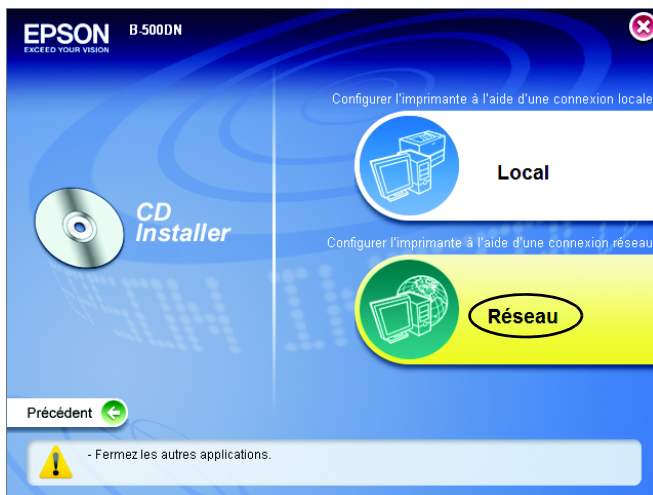 EPSON
EXCEED YOUR VISION
B-500DN
Configurer l'imprimante à l'aide d'une connexion locale
Local
CD
Installer
Configurer l'imprimante à l'aide d'une connexion réseau
Réseau
Précédent
- Fermez les autres applications.